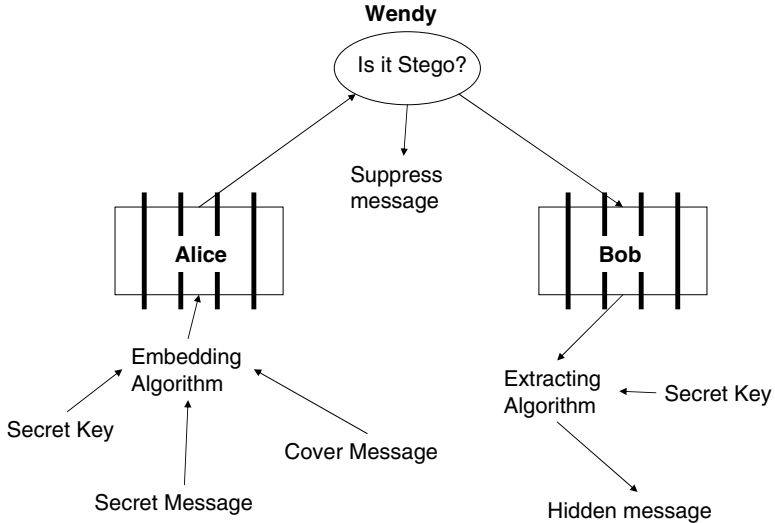 Wendy
Is it Stego?
Suppress
message
Alice
Bob
Embedding
Algorithm
Extracting
Algorithm
Secret Key
Secret Key
Cover Message
Secret Message
Hidden message